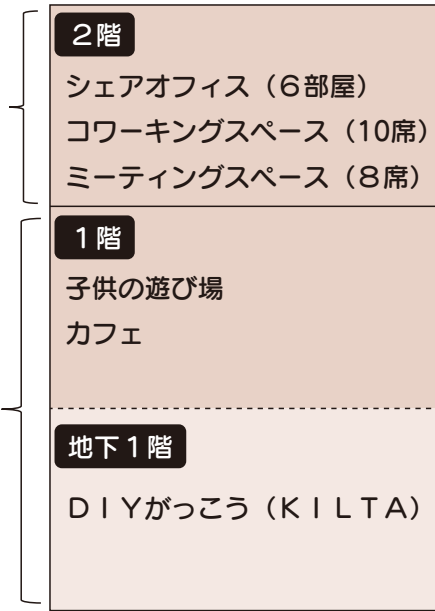 ２階
シェアオフィス（６部屋）
コワーキングスペース（10席）
ミーティングスペース（８席）
１階
子供の遊び場
カフェ
地下１階
ＤＩＹがっこう（ＫＩＬＴＡ）